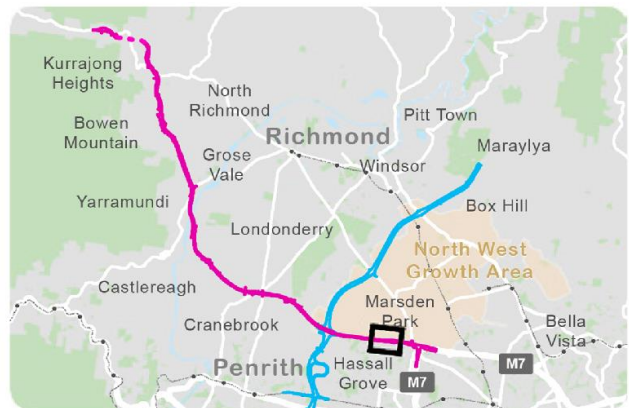 Kurrajong
Heights
North
Richmond
Pitt Town
Bowen
Mountain
Richmond
Maraylya
Grose
Vale
Windsor
Yarramundi
Box Hill
Londonderry
North West
Growth Area
Castlereagh
Marsden
Park
Cranebrook
Bella
Vista
Penrith
Hassall
Grove
M7
M7